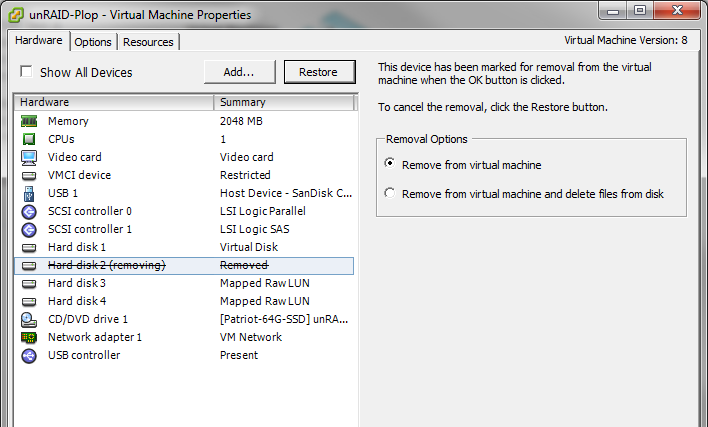 unRAID-Plop - Virtual Machine Properties
Hardware Options Resources Virtual Machine Version: 8
Show All Devices Add... Restore
Hardware Summary
Memory 2048 MB
CPUs 1
Video card Video card
VMCI device Restricted
USB 1 Host Device - SanDisk C...
SCSI controller 0 LSI Logic Parallel
SCSI controller 1 LSI Logic SAS
Hard disk 1 Virtual Disk
Hard disk 2 (removing) Removed
Hard disk 3 Mapped Raw LUN
Hard disk 4 Mapped Raw LUN
CD/DVD drive 1 [Patriot-64G-SSD] unRA...
Network adapter 1 VM Network
USB controller Present
This device has been marked for removal from the virtual
machine when the OK button is clicked.
To cancel the removal, click the Restore button.
Removal Options
Remove from virtual machine
Remove from virtual machine and delete files from disk